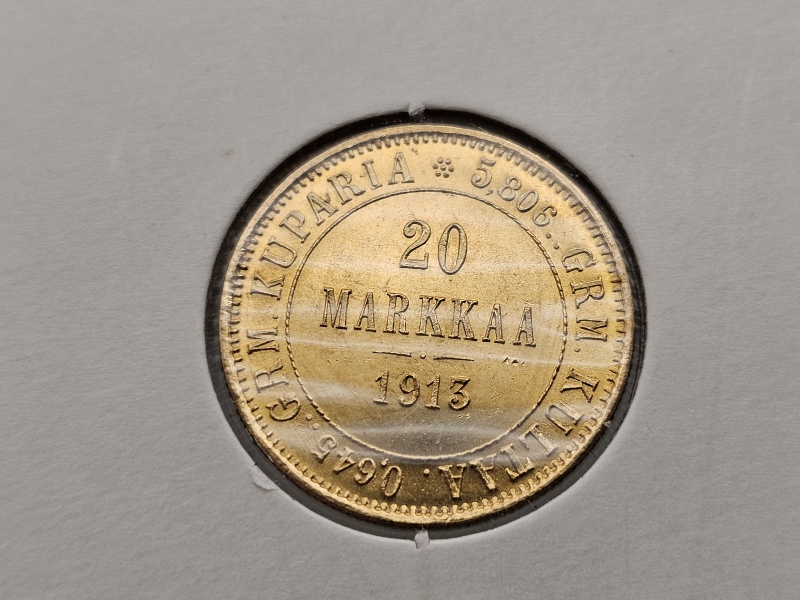 5,806.. GRM. KULTAA. 0,645.. GRM. KUPARIA
20
MARKKAA
1913